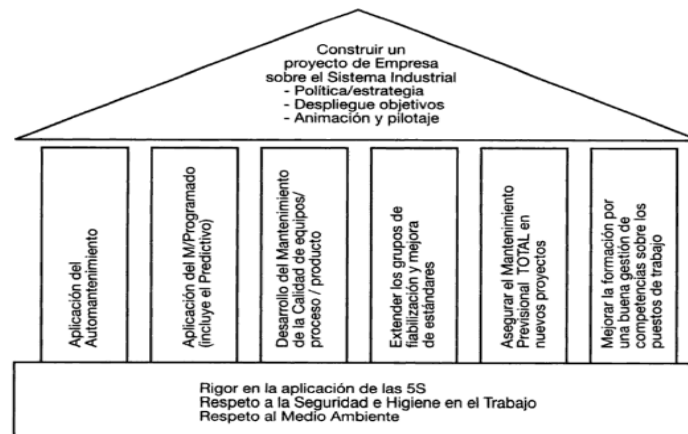 Construir un
proyecto de Empresa
sobre el Sistema Industrial
- Política/estrategia
- Despliegue objetivos
- Animación y pilotaje
Aplicación del
Automantenimiento
Aplicación del M/Programado
(incluye el Predictivo)
Desarrollo del Mantenimiento
de la Calidad de equipos/
proceso / producto
Extender los grupos de
fiabilización y mejora
de estándares
Asegurar el Mantenimiento
Previsional TOTAL en
nuevos proyectos
Mejorar la formación por
una buena gestión de
competencias sobre los
puestos de trabajo
Rigor en la aplicación de las 5S
Respeto a la Seguridad e Higiene en el Trabajo
Respeto al Medio Ambiente